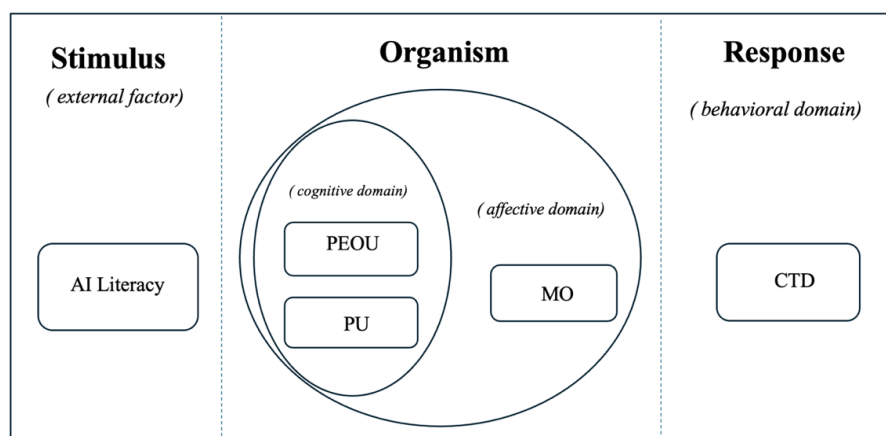 Stimulus
( external factor)
AI Literacy
Organism
( cognitive domain)
PEOU
PU
( affective domain)
MO
Response
( behavioral domain)
CTD